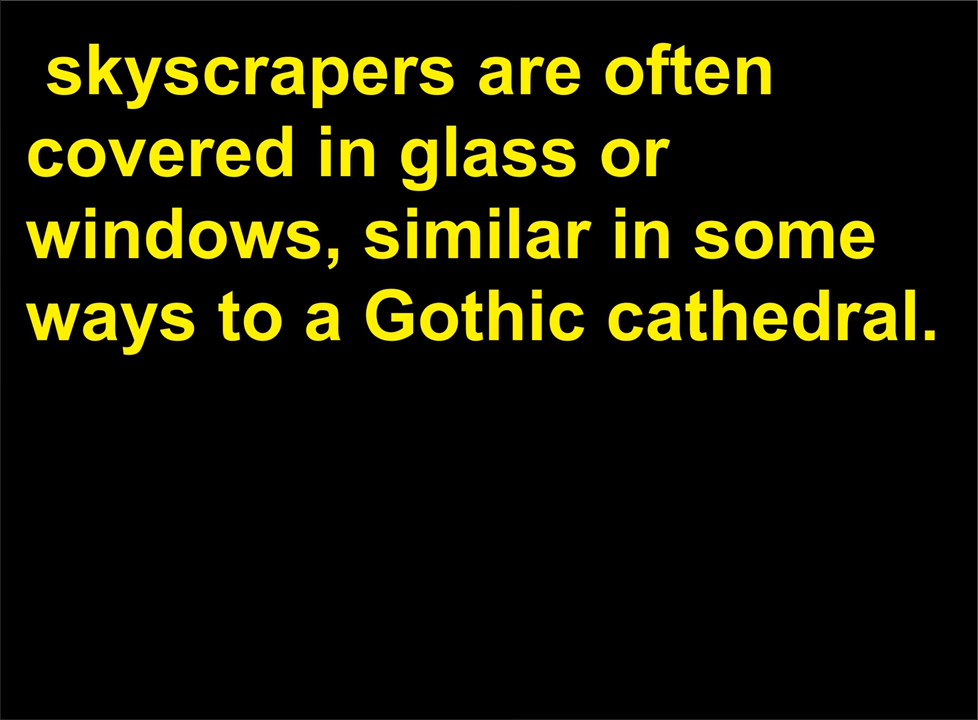 skyscrapers are often
covered in glass or
windows, similar in some
ways to a Gothic cathedral.